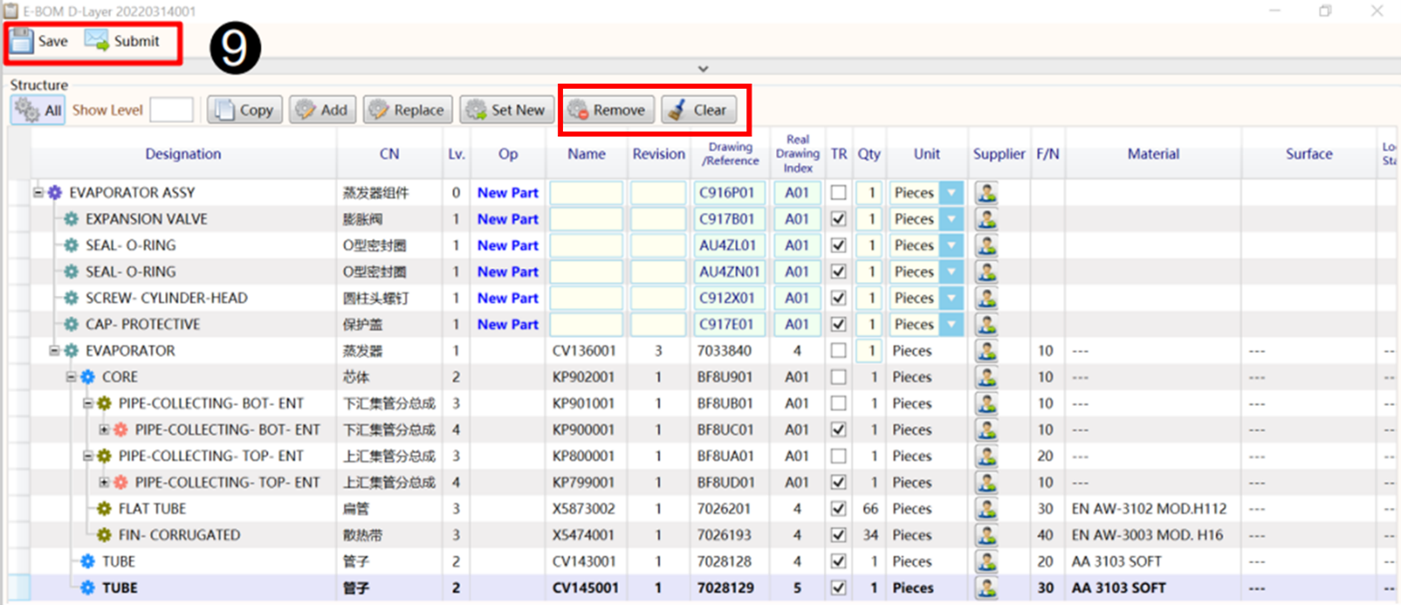 E-BOM D-Layer 20220314001
Save Submit
9
Structure
All Show Level Copy Add Replace Set New Remove Clear
Designation CN Lv. Op Name Revision Drawing /Reference Real Drawing Index TR Qty Unit Supplier F/N Material Surface
EVAPORATOR ASSY 蒸发器组件 0 New Part C916P01 A01 1 Pieces
EXPANSION VALVE 膨胀阀 1 New Part C917B01 A01 1 Pieces
SEAL- O-RING O型密封圈 1 New Part AU4ZL01 A01 1 Pieces
SEAL- O-RING O型密封圈 1 New Part AU4ZN01 A01 1 Pieces
SCREW- CYLINDER-HEAD 圆柱头螺钉 1 New Part C912X01 A01 1 Pieces
CAP- PROTECTIVE 保护盖 1 New Part C917E01 A01 1 Pieces
EVAPORATOR 蒸发器 1 CV136001 3 7033840 4 1 Pieces 10 --- --- --
CORE 芯体 2 KP902001 1 BF8U901 A01 1 Pieces 10 --- --- --
PIPE-COLLECTING- BOT- ENT 下汇集管分总成 3 KP901001 1 BF8UB01 A01 1 Pieces 10 --- --- --
PIPE-COLLECTING- BOT- ENT 下汇集管分总成 4 KP900001 1 BF8UC01 A01 1 Pieces 10 --- --- --
PIPE-COLLECTING- TOP- ENT 上汇集管分总成 3 KP800001 1 BF8UA01 A01 1 Pieces 20 --- --- --
PIPE-COLLECTING- TOP- ENT 上汇集管分总成 4 KP799001 1 BF8UD01 A01 1 Pieces 10 --- --- --
FLAT TUBE 扁管 3 X5873002 1 7026201 4 66 Pieces 30 EN AW-3102 MOD.H112 --- --
FIN- CORRUGATED 散热带 3 X5474001 1 7026193 4 34 Pieces 40 EN AW-3003 MOD. H16 --- --
TUBE 管子 2 CV143001 1 7028128 4 1 Pieces 20 AA 3103 SOFT --- --
TUBE 管子 2 CV145001 1 7028129 5 1 Pieces 30 AA 3103 SOFT --- --